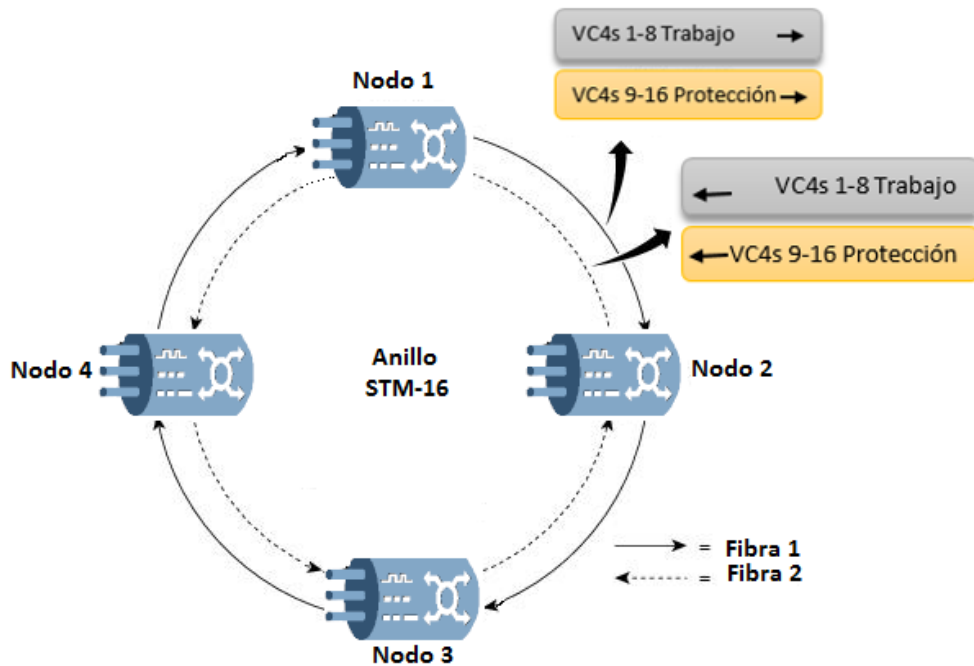 VC4s 1-8 Trabajo
VC4s 9-16 Protección
Nodo 1
VC4s 1-8 Trabajo
VC4s 9-16 Protección
Nodo 4
Anillo
STM-16
Nodo 2
= Fibra 1
= Fibra 2
Nodo 3